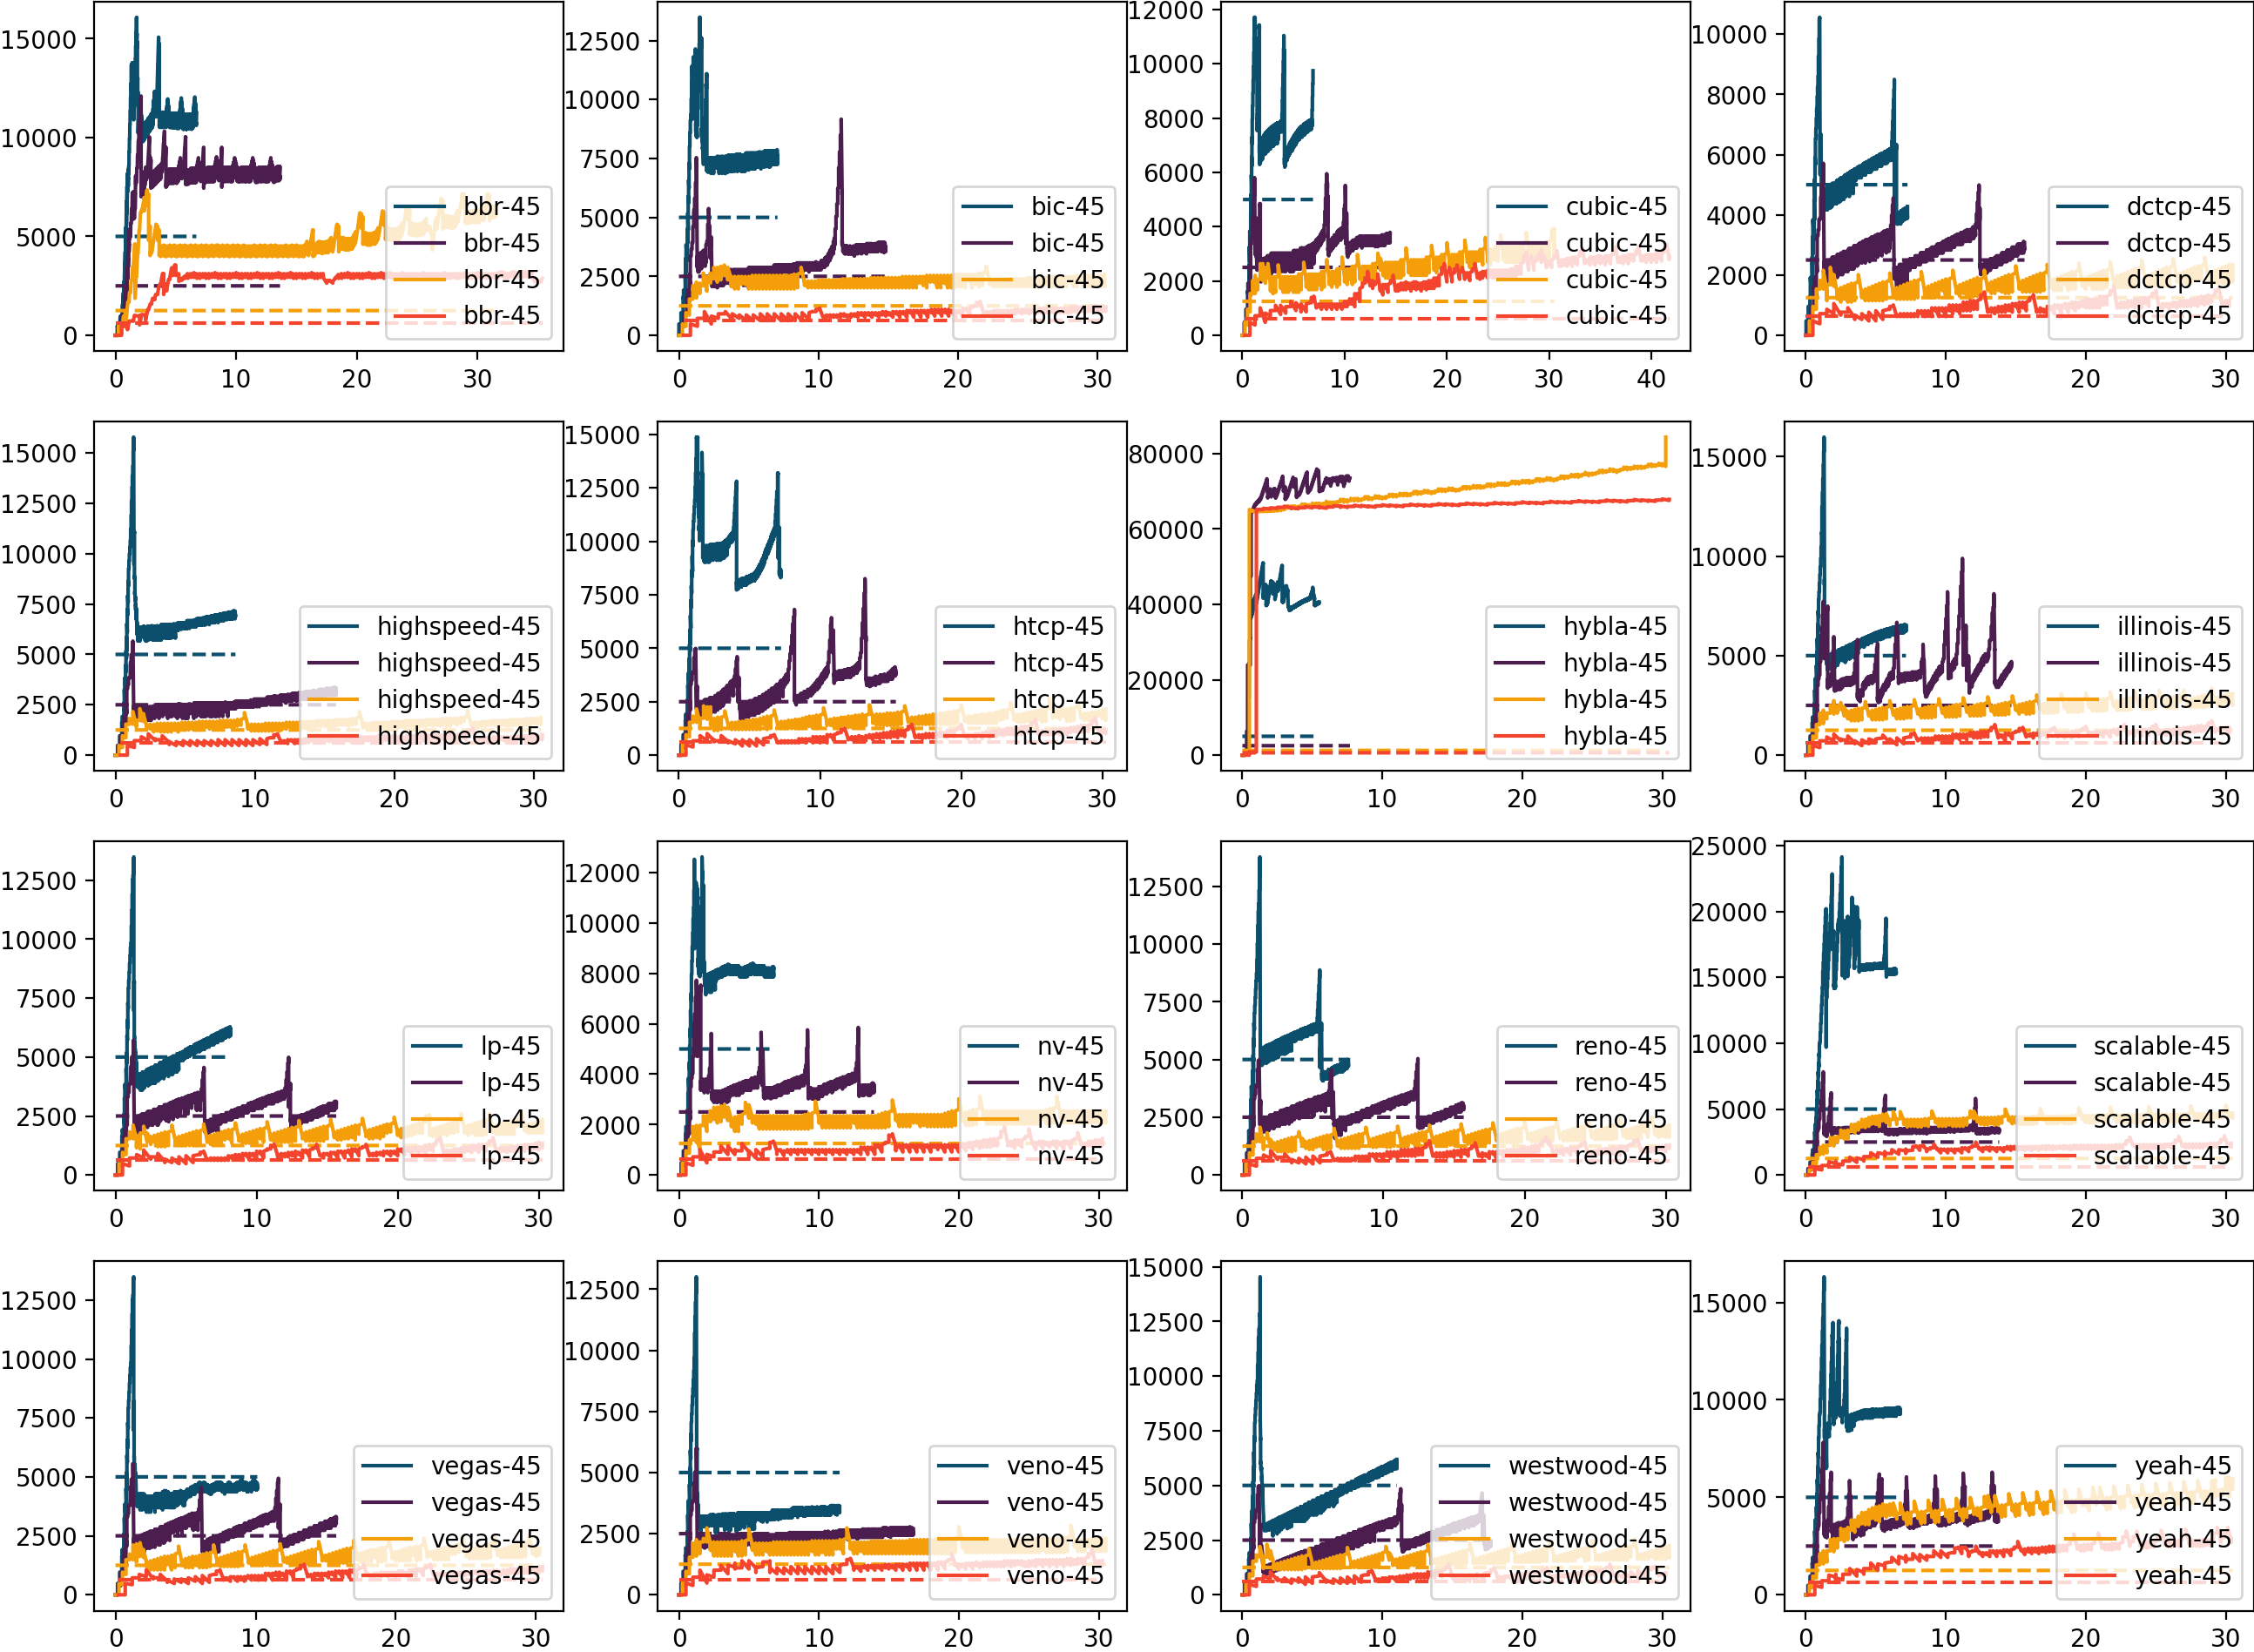 15000
10000
5000
0
bbr-45
bbr-45
bbr-45
bbr-45
0 10 20 30
12500
10000
7500
5000
2500
0
bic-45
bic-45
bic-45
bic-45
0 10 20 30
12000
10000
8000
6000
4000
2000
0
cubic-45
cubic-45
cubic-45
cubic-45
0 10 20 30 40
10000
8000
6000
4000
2000
0
dctcp-45
dctcp-45
dctcp-45
dctcp-45
0 10 20 30
15000
12500
10000
7500
5000
2500
0
highspeed-45
highspeed-45
highspeed-45
highspeed-45
0 10 20 30
15000
12500
10000
7500
5000
2500
0
htcp-45
htcp-45
htcp-45
htcp-45
0 10 20 30
80000
60000
40000
20000
0
hybla-45
hybla-45
hybla-45
hybla-45
0 10 20 30
15000
10000
5000
0
illinois-45
illinois-45
illinois-45
illinois-45
0 10 20 30
12500
10000
7500
5000
2500
0
lp-45
lp-45
lp-45
lp-45
0 10 20 30
12000
10000
8000
6000
4000
2000
0
nv-45
nv-45
nv-45
nv-45
0 10 20 30
12500
10000
7500
5000
2500
0
reno-45
reno-45
reno-45
reno-45
0 10 20 30
25000
20000
15000
10000
5000
0
scalable-45
scalable-45
scalable-45
scalable-45
0 10 20 30
12500
10000
7500
5000
2500
0
vegas-45
vegas-45
vegas-45
vegas-45
0 10 20 30
12500
10000
7500
5000
2500
0
veno-45
veno-45
veno-45
veno-45
0 10 20 30
15000
12500
10000
7500
5000
2500
0
westwood-45
westwood-45
westwood-45
westwood-45
0 10 20 30
15000
10000
5000
0
yeah-45
yeah-45
yeah-45
yeah-45
0 10 20 30